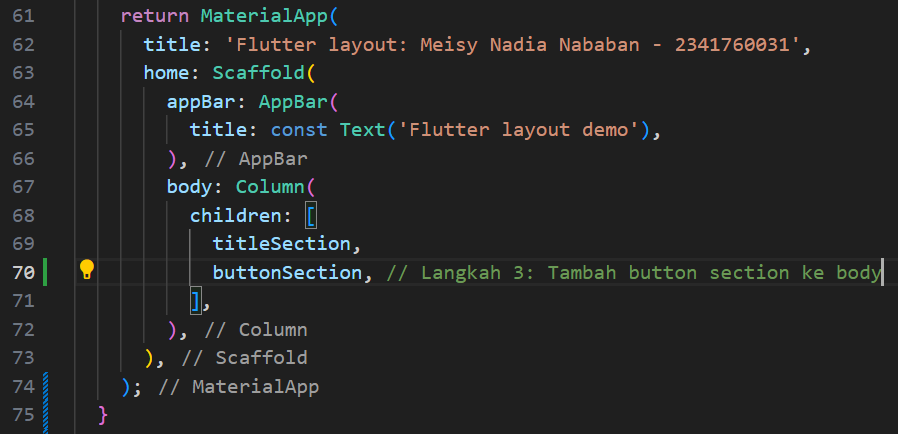 61 return MaterialApp(
62 title: 'Flutter layout: Meisy Nadia Nababan - 2341760031',
63 home: Scaffold(
64 appBar: AppBar(
65 title: const Text('Flutter layout demo'),
66 ), // AppBar
67 body: Column(
68 children: [
69 titleSection,
70 buttonSection, // Langkah 3: Tambah button section ke body
71 ],
72 ), // Column
73 ), // Scaffold
74 ); // MaterialApp
75 }